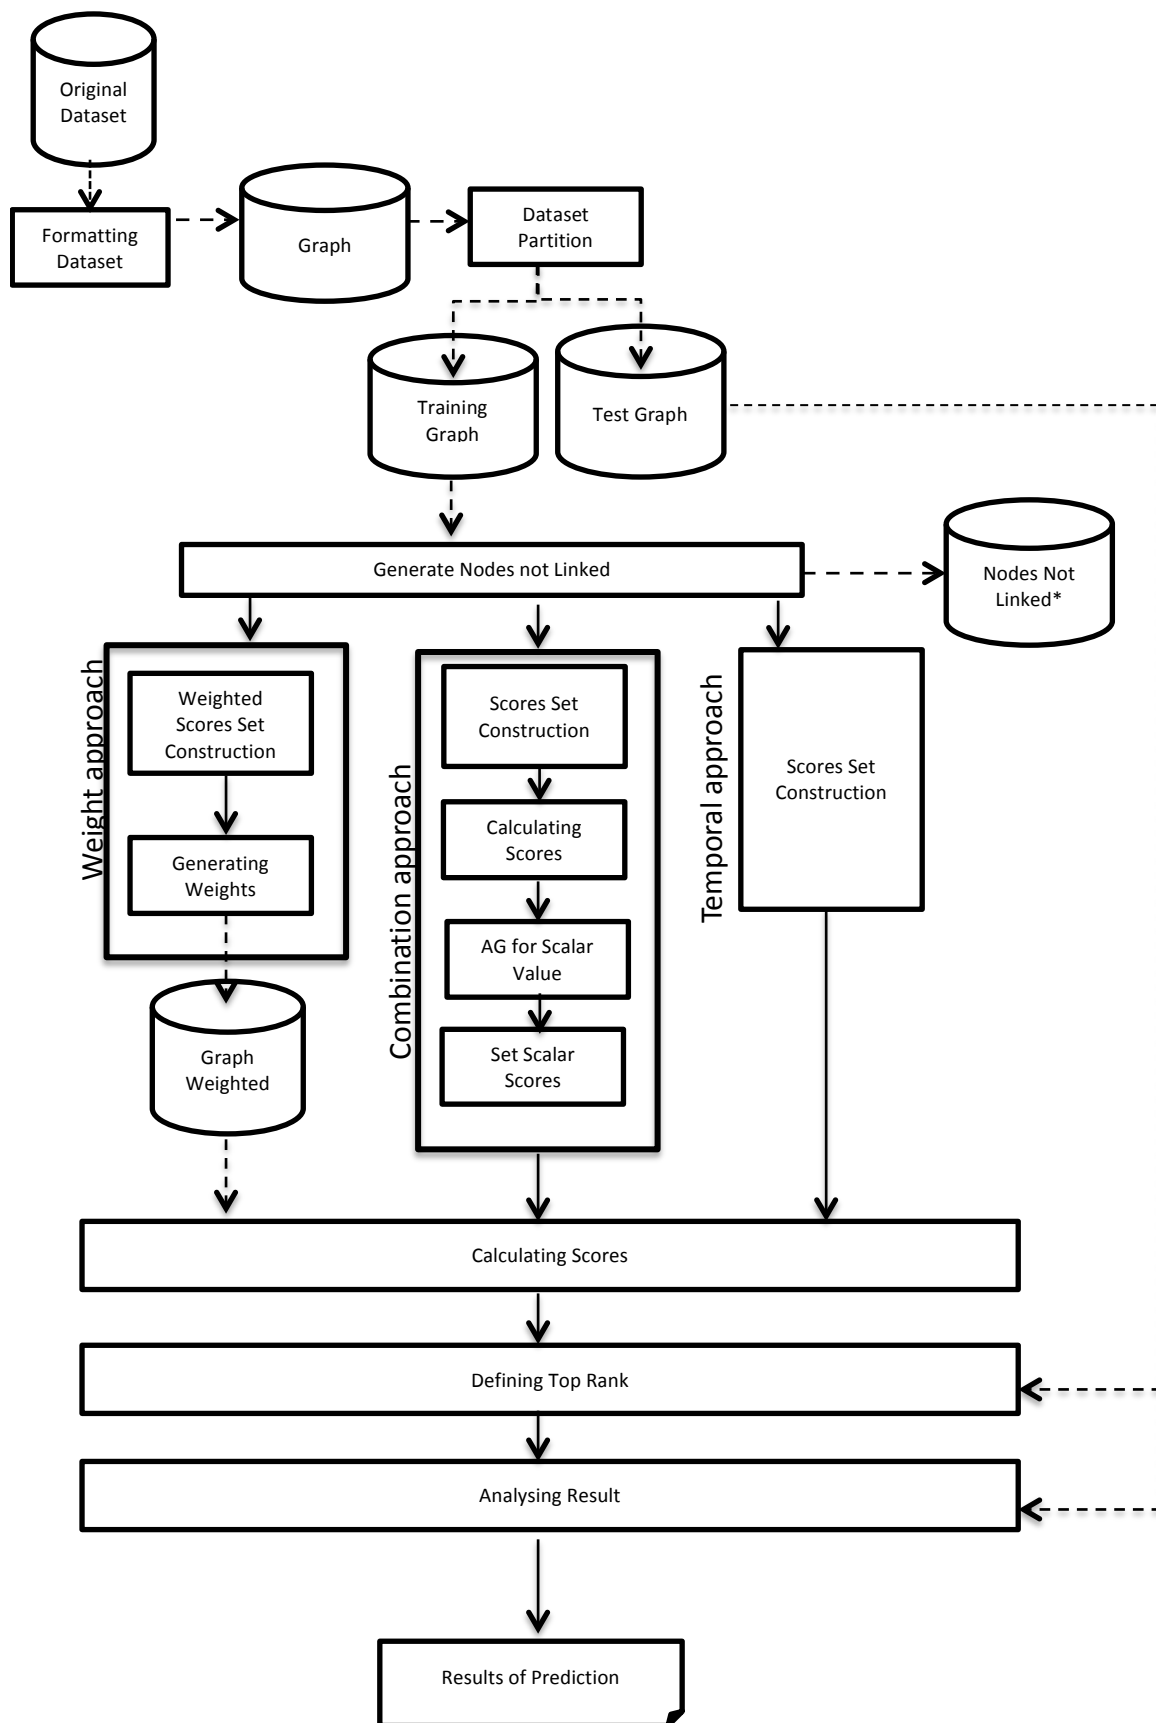 Original
Dataset
Formatting
Dataset
Graph
Dataset
Partition
Training
Graph
Test Graph
Generate Nodes not Linked
Nodes Not
Linked*
Weight approach
Weighted
Scores Set
Construction
Generating
Weights
Graph
Weighted
Combination approach
Scores Set
Construction
Calculating
Scores
AG for Scalar
Value
Set Scalar
Scores
Temporal approach
Scores Set
Construction
Calculating Scores
Defining Top Rank
Analysing Result
Results of Prediction